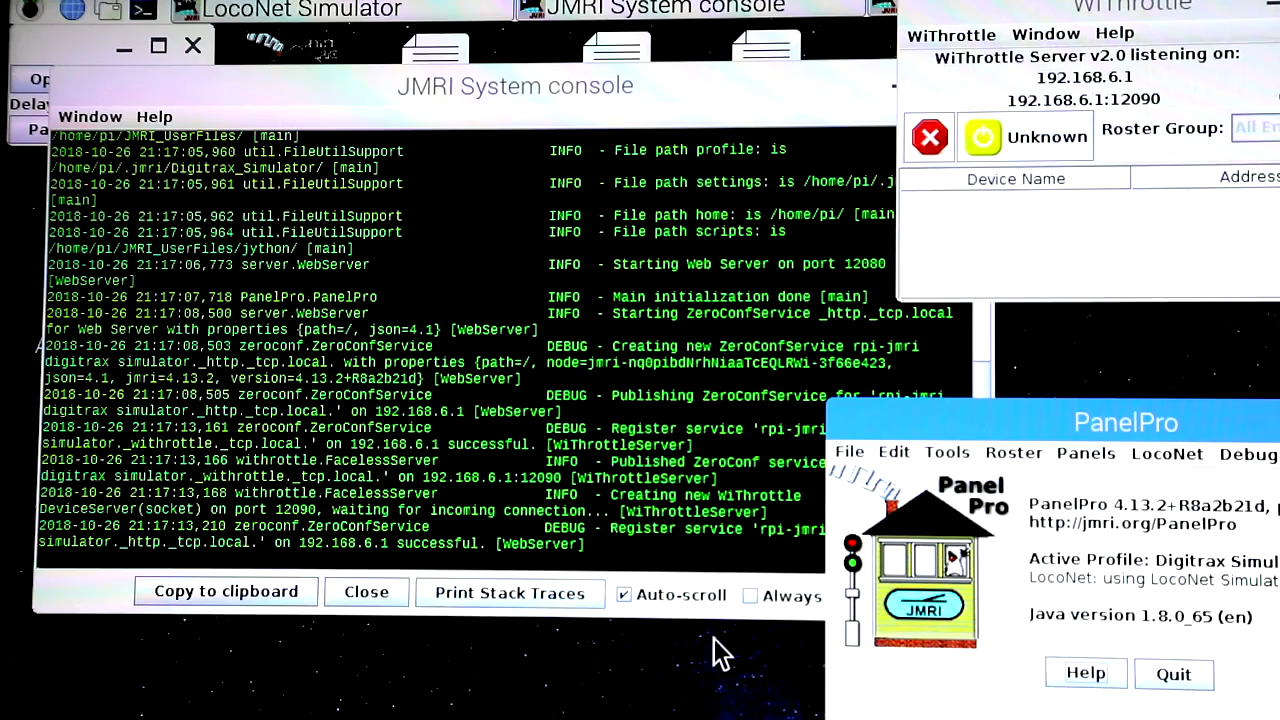 LocoNet Simulator
JMRI System console
WiThrottle
Window Help
WiThrottle Server v2.0 listening on:
192.168.6.1
192.168.6.1:12090
Unknown
Roster Group:
Device Name
JMRI System console
Window Help
/home/pi/JMRI_UserFiles/ [main]
2018-10-26 21:17:05,960 util.FileUtilSupport INFO - File path profile: is
/home/pi/.jmri/Digitrax_Simulator/ [main]
2018-10-26 21:17:05,961 util.FileUtilSupport INFO - File path settings: is /home/pi/.j
[main]
2018-10-26 21:17:05,962 util.FileUtilSupport INFO - File path home: is /home/pi/ [main
2018-10-26 21:17:05,964 util.FileUtilSupport INFO - File path scripts: is
/home/pi/JMRI_UserFiles/jython/ [main]
2018-10-26 21:17:06,773 server.WebServer INFO - Starting Web Server on port 12080
[WebServer]
2018-10-26 21:17:07,718 PanelPro.PanelPro INFO - Main initialization done [main]
2018-10-26 21:17:08,500 server.WebServer INFO - Starting ZeroConfService _http._tcp.local
for Web Server with properties {path=/, json=4.1} [WebServer]
2018-10-26 21:17:08,503 zeroconf.ZeroConfService DEBUG - Creating new ZeroConfService rpi-jmri
digitrax simulator._http._tcp.local. with properties {path=/, node=jmri-nq0pibdNrhNiaaTcEQLRWi-3f66e423,
json=4.1, jmri=4.13.2, version=4.13.2+R8a2b21d} [WebServer]
2018-10-26 21:17:08,505 zeroconf.ZeroConfService DEBUG - Publishing ZeroConfService for 'rpi-jmri
digitrax simulator._http._tcp.local.' on 192.168.6.1 [WebServer]
2018-10-26 21:17:13,161 zeroconf.ZeroConfService DEBUG - Register service 'rpi-jmri
simulator._withrottle._tcp.local.' on 192.168.6.1 successful. [WiThrottleServer]
2018-10-26 21:17:13,166 withrottle.FacelessServer INFO - Published ZeroConf service
digitrax simulator._withrottle._tcp.local.' on 192.168.6.1:12090 [WiThrottleServer]
2018-10-26 21:17:13,168 withrottle.FacelessServer INFO - Creating new WiThrottle
DeviceServer(socket) on port 12090, waiting for incoming connection... [WiThrottleServer]
2018-10-26 21:17:13,210 zeroconf.ZeroConfService DEBUG - Register service 'rpi-jmri
simulator._http._tcp.local.' on 192.168.6.1 successful. [WebServer]
Copy to clipboard
Close
Print Stack Traces
Auto-scroll
Always
PanelPro
File Edit Tools Roster Panels LocoNet Debug
Panel
Pro
JMRI
PanelPro 4.13.2+R8a2b21d, p
http://jmri.org/PanelPro
Active Profile: Digitrax Simul
LocoNet: using LocoNet Simulat
Java version 1.8.0_65 (en)
Help
Quit